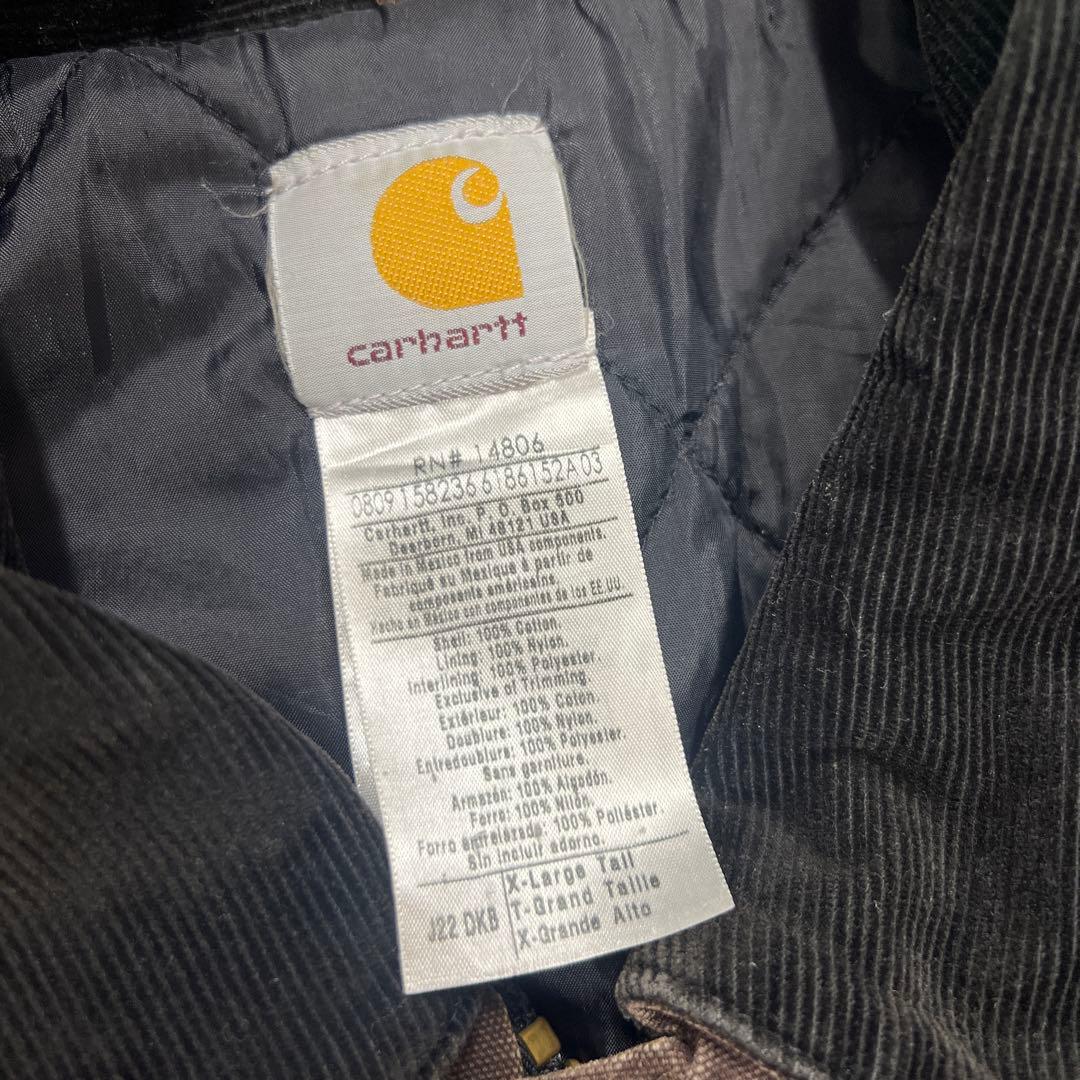 carhartt
RN# 14806
0809158236 6186152A 03
Carhartt, Inc. P. O. Box 600
Dearborn, MI 48121 USA
Made in Mexico from USA components.
Fabriqué au Mexique à partir de
composants américains.
Hecho en México con componentes de los EE.UU.
Shell: 100% Cotton.
Lining: 100% Nylon.
Interlining: 100% Polyester.
Exclusive of Trimming
Extérieur: 100% Coton.
Doublure: 100% Nylon.
Entredoublure: 100% Polyester.
Sans garniture.
Armazón: 100% Algodón.
Forro: 100% Nilón.
Forro entrelazado: 100% Poliéster.
Sin incluir adorno.
J22 DKB
X-Large Tall
T-Grand Taille
X-Grande Alto